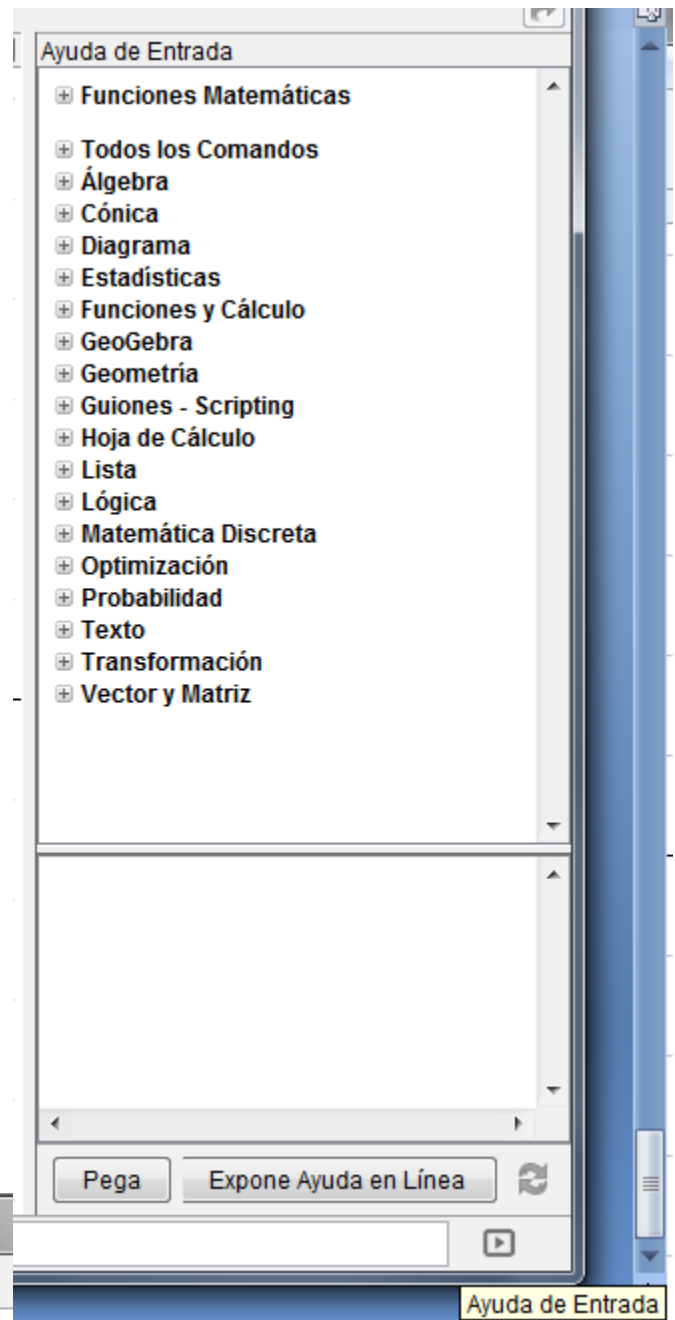 Ayuda de Entrada
Funciones Matemáticas
Todos los Comandos
Álgebra
Cónica
Diagrama
Estadísticas
Funciones y Cálculo
GeoGebra
Geometría
Guiones - Scripting
Hoja de Cálculo
Lista
Lógica
Matemática Discreta
Optimización
Probabilidad
Texto
Transformación
Vector y Matriz
Pega Expone Ayuda en Línea
Ayuda de Entrada